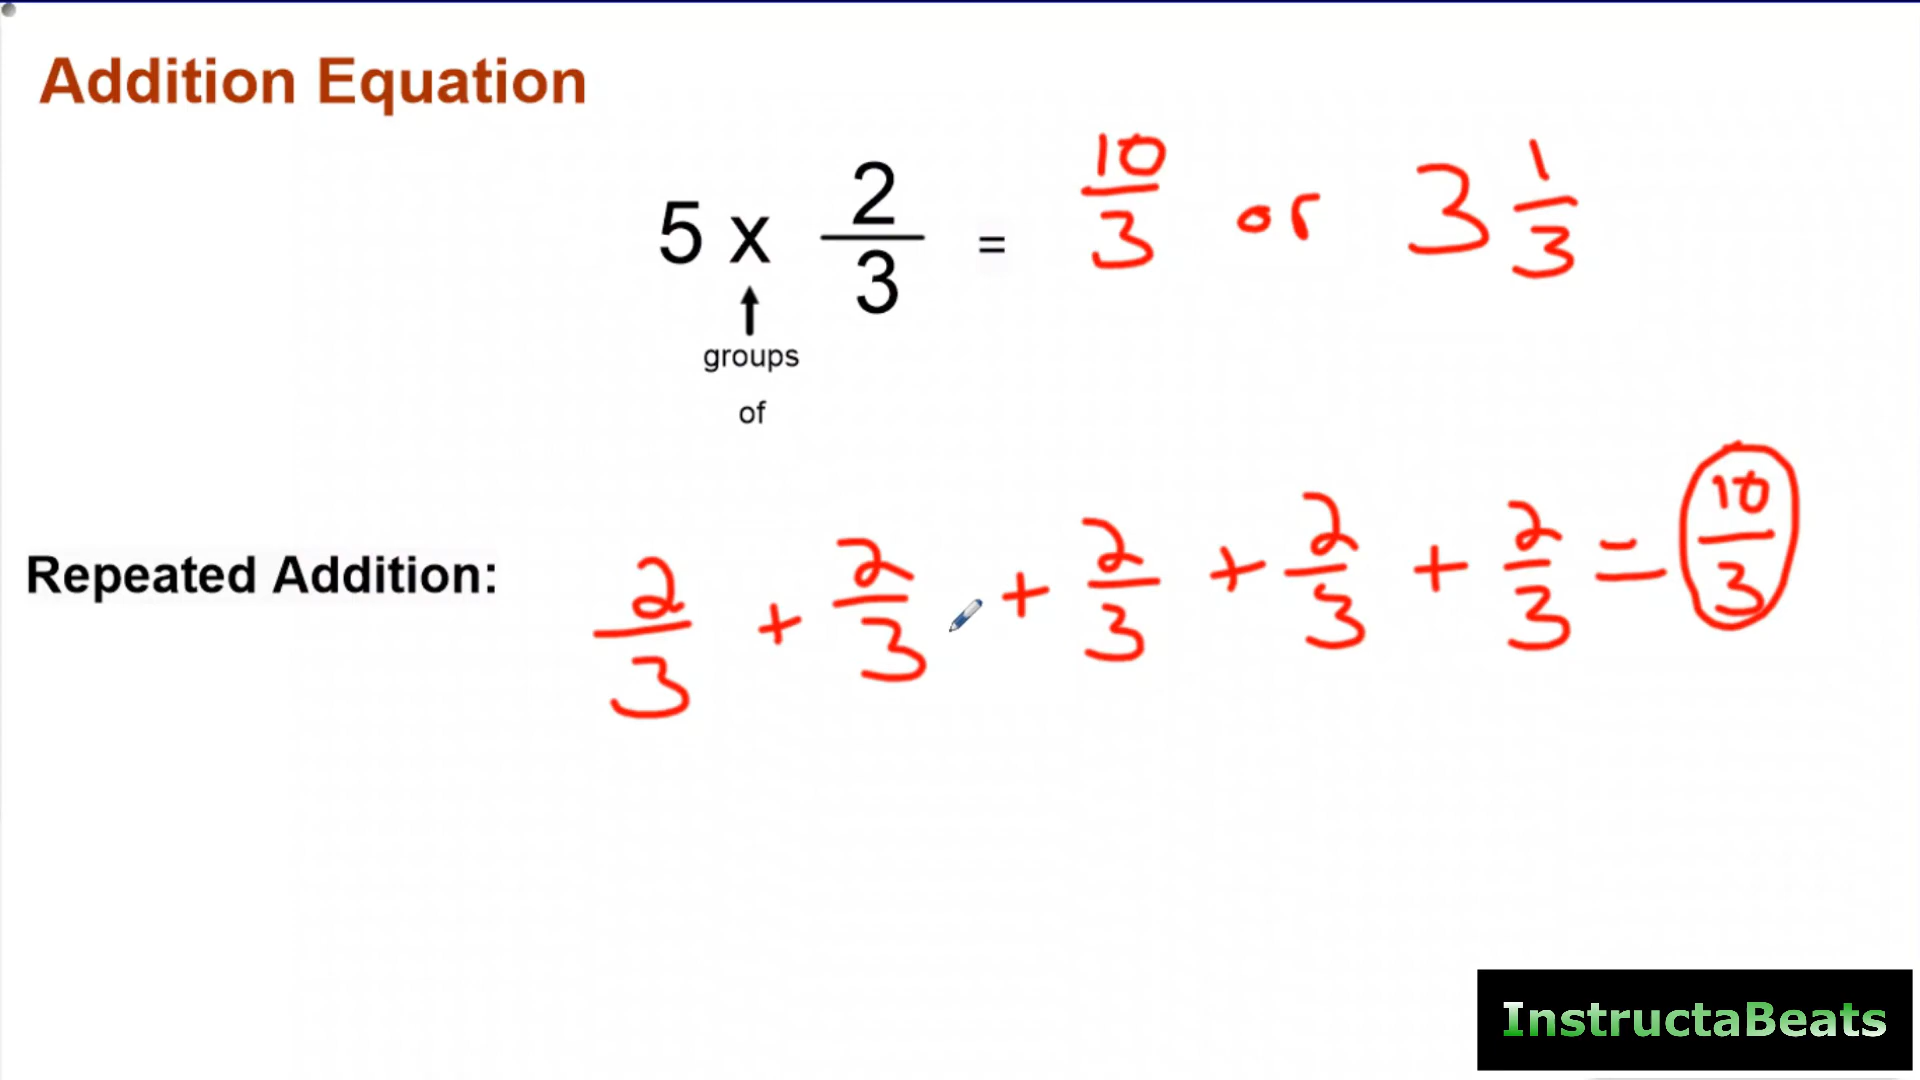 Addition Equation
5 x 2/3 = 10/3 or 3 1/3
groups
of
Repeated Addition: 2/3 + 2/3 + 2/3 + 2/3 + 2/3 = 10/3
InstructaBeats